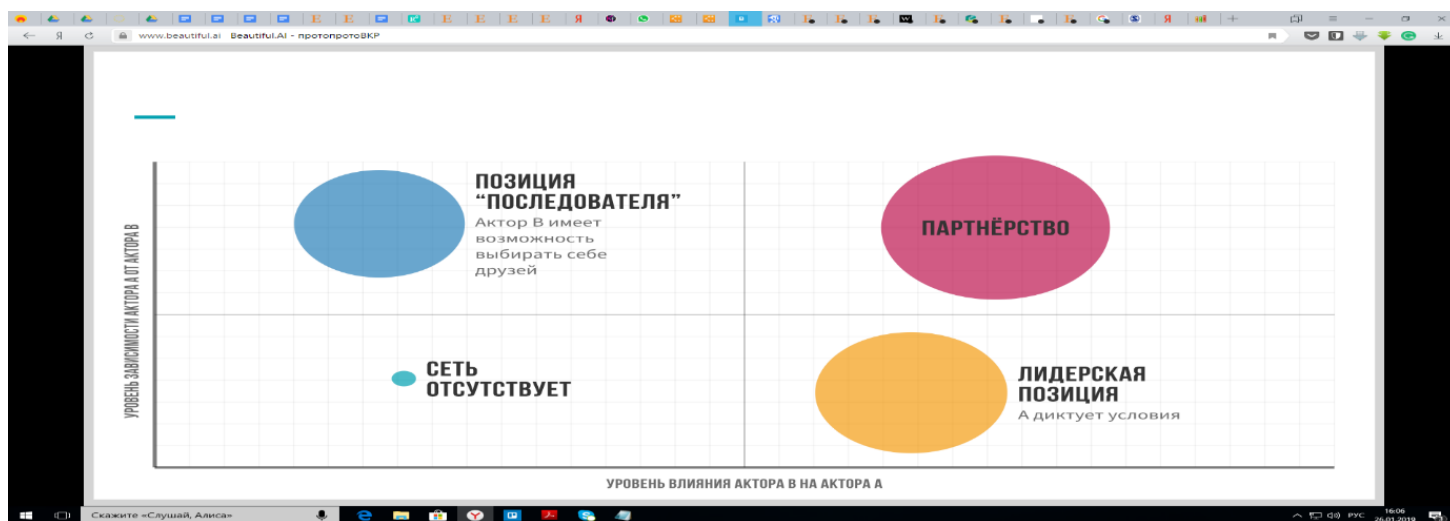 www.beautiful.ai Beautiful.AI - протопротоВКР
ПОЗИЦИЯ
“ПОСЛЕДОВАТЕЛЯ”
Актор В имеет
возможность
выбирать себе
друзей
ПАРТНЁРСТВО
УРОВЕНЬ ЗАВИСИМОСТИ АКТОРА А ОТ АКТОРА В
СЕТЬ
ОТСУТСТВУЕТ
ЛИДЕРСКАЯ
ПОЗИЦИЯ
А диктует условия
УРОВЕНЬ ВЛИЯНИЯ АКТОРА В НА АКТОРА А
Скажите «Слушай, Алиса»
РУС
16:06
26.01.2019